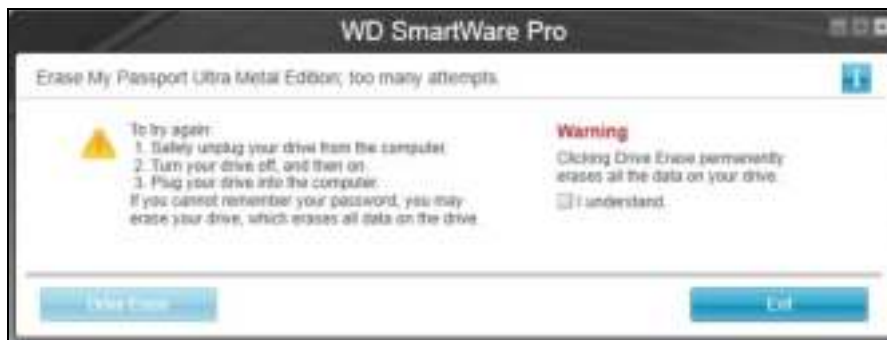 WD SmartWare Pro
Erase My Passport Ultra Metal Edition; too many attempts.
To try again:
1. Safely unplug your drive from the computer.
2. Turn your drive off, and then on.
3. Plug your drive into the computer.
If you cannot remember your password, you may
erase your drive, which erases all data on the drive.
Warning
Clicking Drive Erase permanently
erases all the data on your drive.
I understand.
Drive Erase
Exit